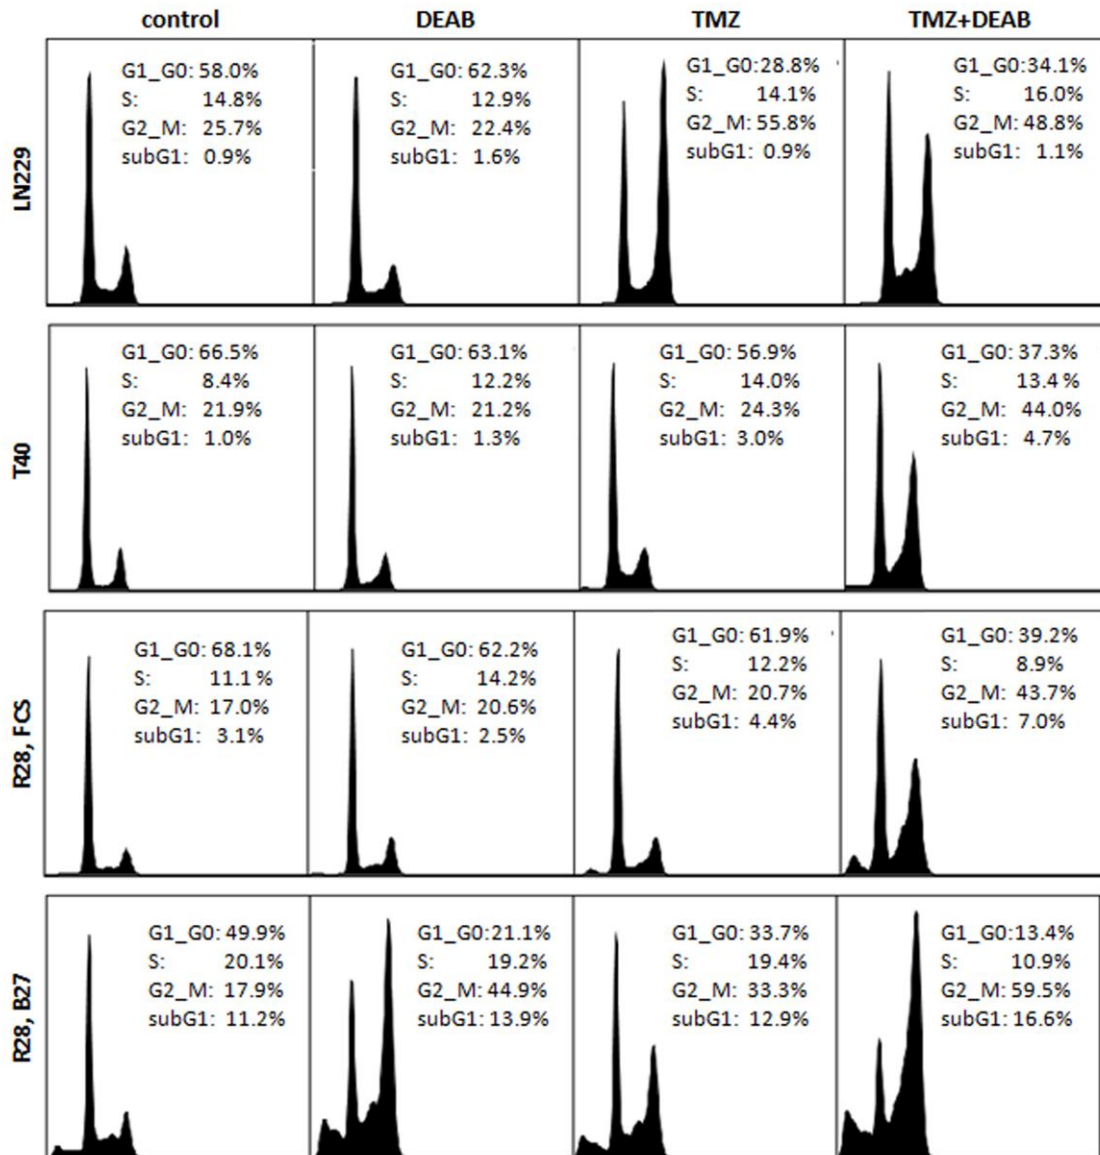 control DEAB TMZ TMZ+DEAB
LN229
G1_G0: 58.0%
S: 14.8%
G2_M: 25.7%
subG1: 0.9%
G1_G0: 62.3%
S: 12.9%
G2_M: 22.4%
subG1: 1.6%
G1_G0:28.8%
S: 14.1%
G2_M: 55.8%
subG1: 0.9%
G1_G0:34.1%
S: 16.0%
G2_M: 48.8%
subG1: 1.1%
T40
G1_G0: 66.5%
S: 8.4%
G2_M: 21.9%
subG1: 1.0%
G1_G0: 63.1%
S: 12.2%
G2_M: 21.2%
subG1: 1.3%
G1_G0: 56.9%
S: 14.0%
G2_M: 24.3%
subG1: 3.0%
G1_G0: 37.3%
S: 13.4 %
G2_M: 44.0%
subG1: 4.7%
R28, FCS
G1_G0: 68.1%
S: 11.1 %
G2_M: 17.0%
subG1: 3.1%
G1_G0: 62.2%
S: 14.2%
G2_M: 20.6%
subG1: 2.5%
G1_G0: 61.9%
S: 12.2%
G2_M: 20.7%
subG1: 4.4%
G1_G0: 39.2%
S: 8.9%
G2_M: 43.7%
subG1: 7.0%
R28, B27
G1_G0: 49.9%
S: 20.1%
G2_M: 17.9%
subG1: 11.2%
G1_G0:21.1%
S: 19.2%
G2_M: 44.9%
subG1: 13.9%
G1_G0: 33.7%
S: 19.4%
G2_M: 33.3%
subG1: 12.9%
G1_G0:13.4%
S: 10.9%
G2_M: 59.5%
subG1: 16.6%